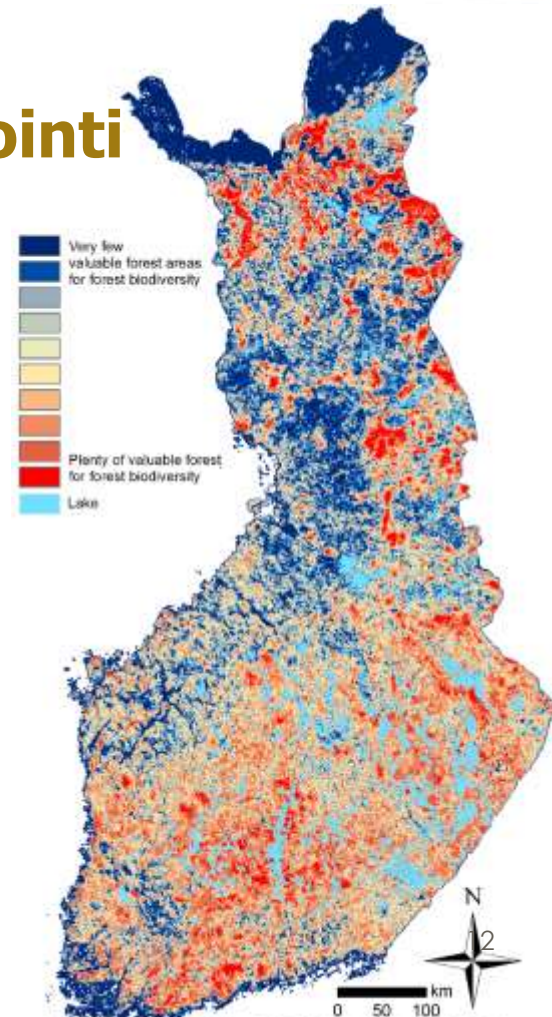 ointi
Very few
valuable forest areas
for forest biodiversity
Plenty of valuable forest
for forest biodiversity
Lake
N
12
km
0 50 100